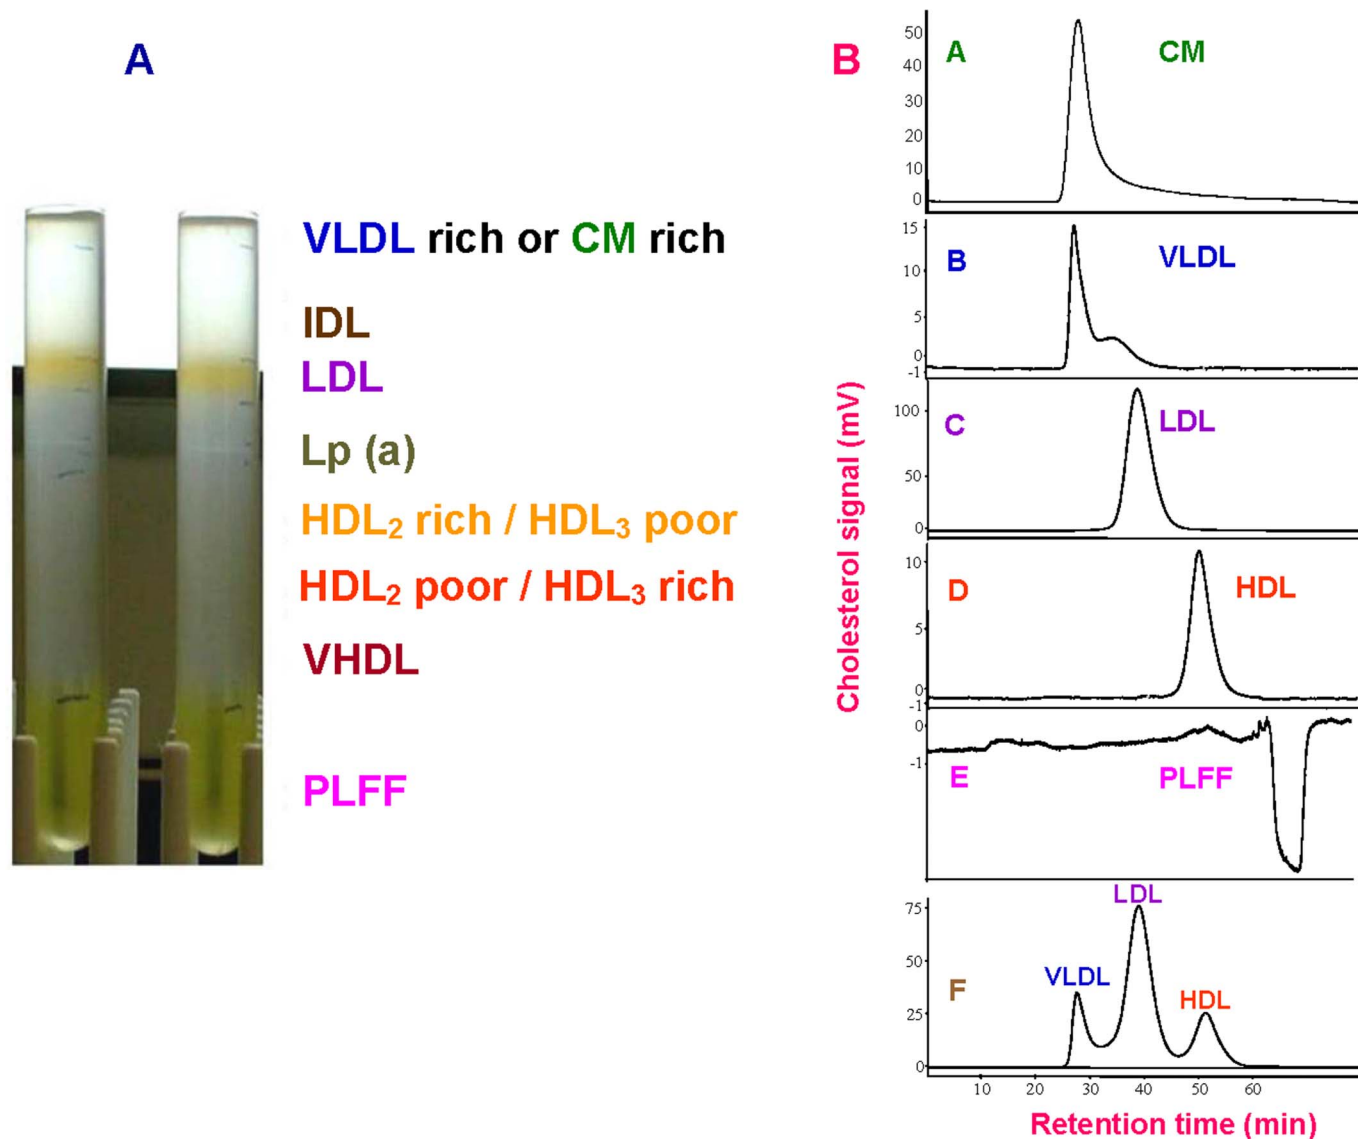 A
VLDL rich or CM rich
IDL
LDL
Lp (a)
HDL₂ rich / HDL₃ poor
HDL₂ poor / HDL₃ rich
VHDL
PLFF
B
Cholesterol signal (mV)
A
CM
50
40
30
20
10
0
B
VLDL
15
10
5
0
-1
C
LDL
100
50
0
D
HDL
10
5
0
-1
E
PLFF
0
-1
F
VLDL
LDL
HDL
75
50
25
0
10 20 30 40 50 60
Retention time (min)